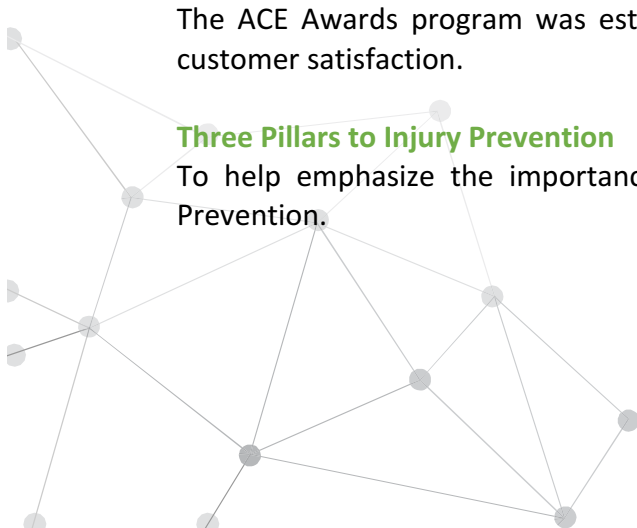 The ACE Awards program was est
customer satisfaction.
Three Pillars to Injury Prevention
To help emphasize the importanc
Prevention.